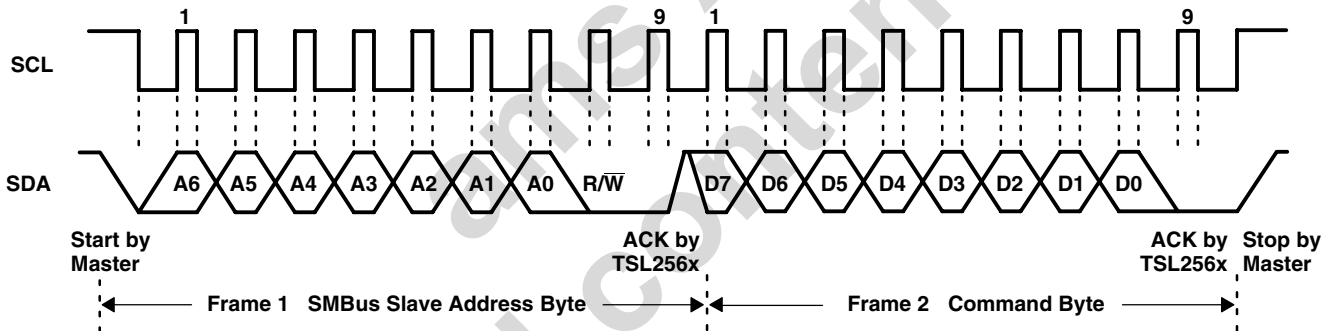 1 9 1 9
SCL
SDA A6 A5 A4 A3 A2 A1 A0 R/W̅ D7 D6 D5 D4 D3 D2 D1 D0
Start by Master
ACK by TSL256x
ACK by TSL256x
Stop by Master
Frame 1 SMBus Slave Address Byte
Frame 2 Command Byte
ams